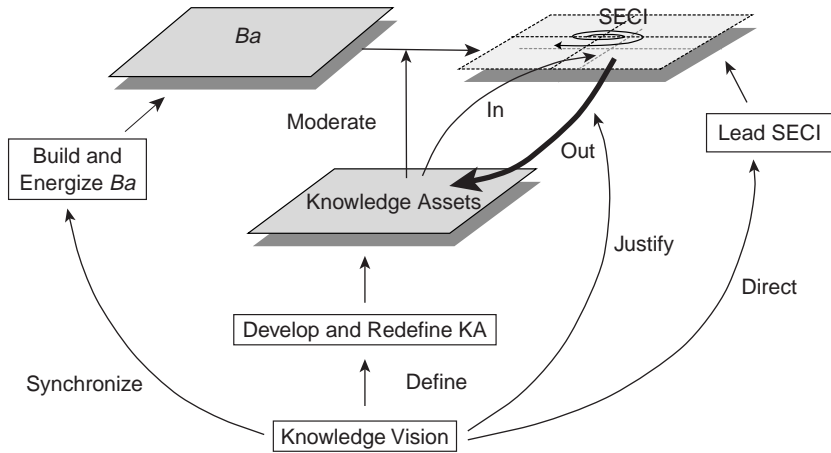 SECI
Ba
In
Moderate
Lead SECI
Out
Build and
Energize Ba
Knowledge Assets
Justify
Direct
Develop and Redefine KA
Synchronize
Define
Knowledge Vision